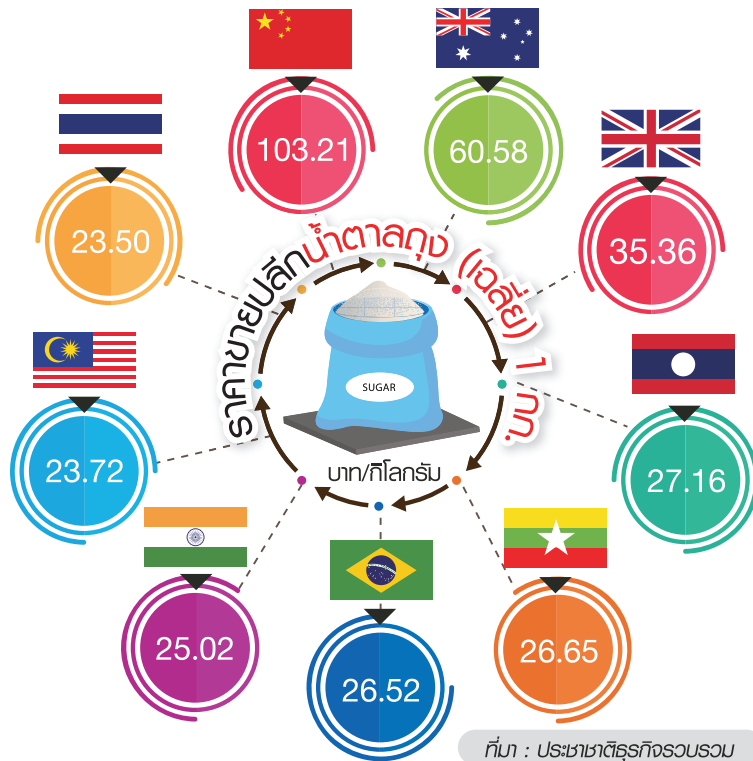 ราคาขายปลีกน้ำตาลถุง (เฉลี่ย) 1 กก.
SUGAR
บาท/กิโลกรัม
103.21
60.58
35.36
27.16
26.65
26.52
25.02
23.72
23.50
ที่มา : ประชาชาติธุรกิจรวบรวม